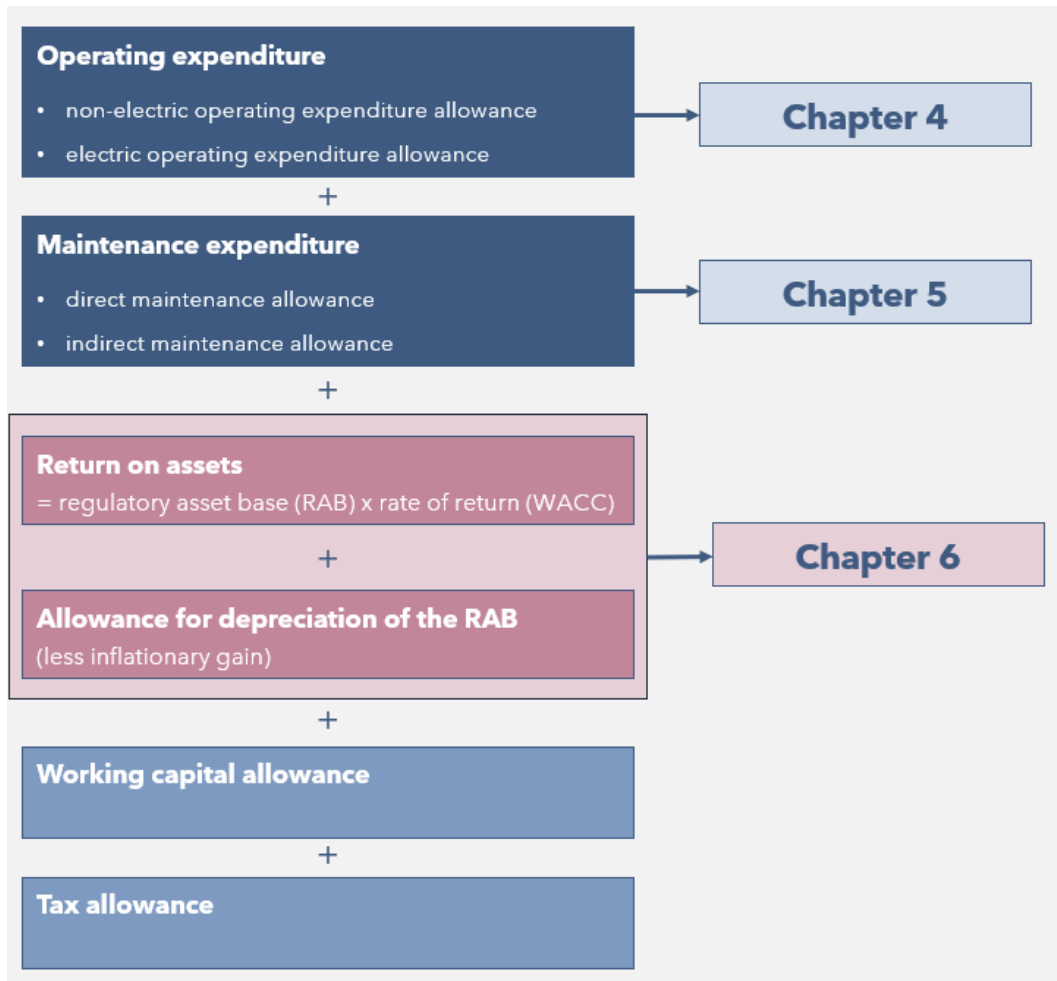 Operating expenditure
• non-electric operating expenditure allowance
• electric operating expenditure allowance
Chapter 4
+
Maintenance expenditure
• direct maintenance allowance
• indirect maintenance allowance
Chapter 5
+
Return on assets
= regulatory asset base (RAB) x rate of return (WACC)
+
Chapter 6
Allowance for depreciation of the RAB
(less inflationary gain)
+
Working capital allowance
+
Tax allowance